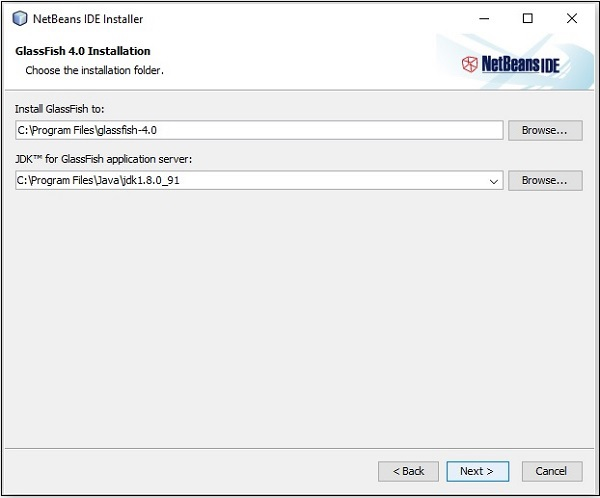 NetBeans IDE Installer
GlassFish 4.0 Installation
Choose the installation folder.
NetBeans IDE
Install GlassFish to:
C:\Program Files\glassfish-4.0
Browse...
JDK™ for GlassFish application server:
C:\Program Files\Java\jdk1.8.0_91
Browse...
< Back
Next >
Cancel